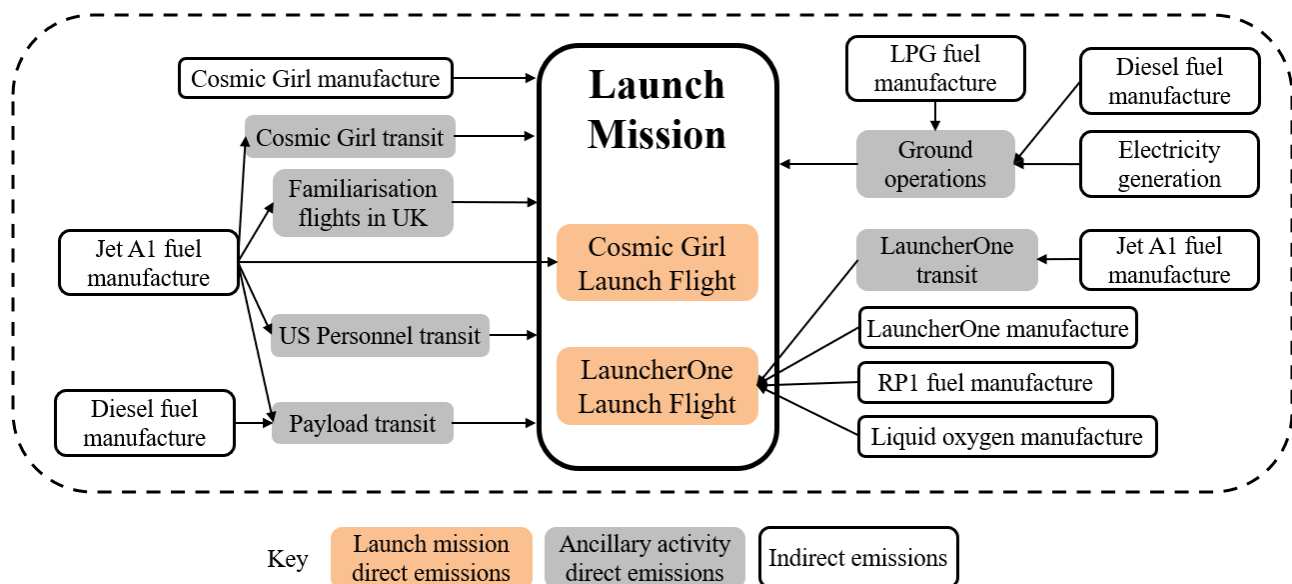 Cosmic Girl manufacture
Cosmic Girl transit
Familiarisation
flights in UK
Jet A1 fuel
manufacture
US Personnel transit
Diesel fuel
manufacture
Payload transit
Launch
Mission
Cosmic Girl
Launch Flight
LauncherOne
Launch Flight
LPG fuel
manufacture
Diesel fuel
manufacture
Ground
operations
Electricity
generation
LauncherOne
transit
Jet A1 fuel
manufacture
LauncherOne manufacture
RP1 fuel manufacture
Liquid oxygen manufacture
Key
Launch mission
direct emissions
Ancillary activity
direct emissions
Indirect emissions